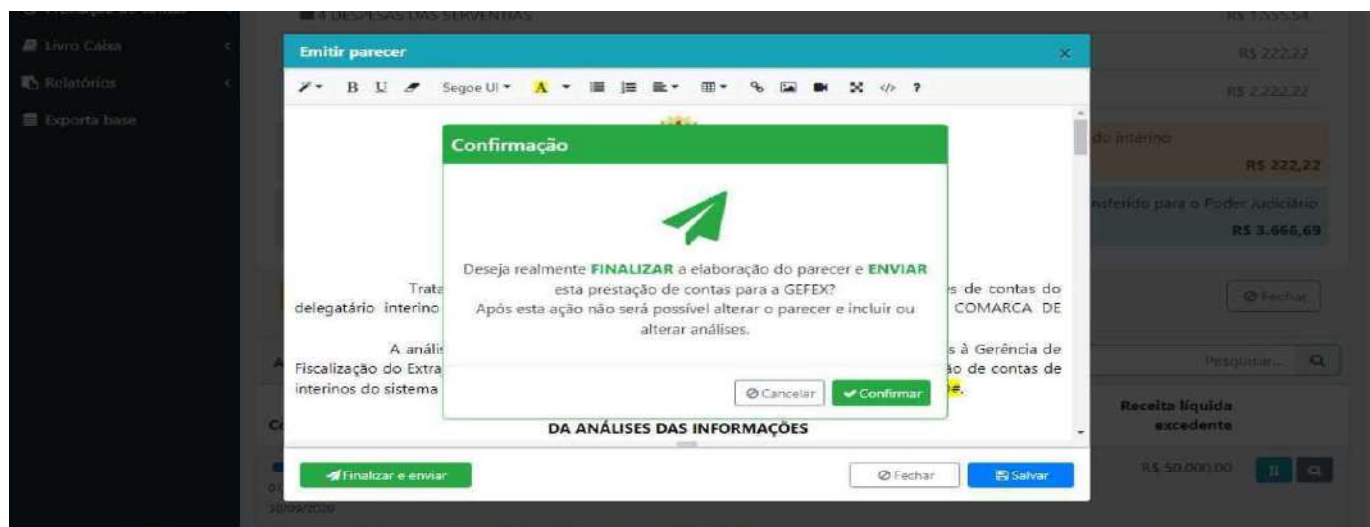 4 DESPESAS DAS SERVENTIAS
R$ 1.555,54
Livro Caixa
Relatórios
Exporta base
R$ 222,22
R$ 2.222,22
do interino
R$ 222,22
nsferido para o Poder Judiciário
R$ 3.666,69
Fechar
Emitir parecer
B U Segoe UI A ?
Confirmação
Deseja realmente FINALIZAR a elaboração do parecer e ENVIAR
esta prestação de contas para a GEFEX?
Após esta ação não será possível alterar o parecer e incluir ou
alterar análises.
Cancelar Confirmar
Trata s de contas do
delegatário interino COMARCA DE
A anális s à Gerência de
Fiscalização do Extraj ão de contas de
interinos do sistema #.
DA ANÁLISES DAS INFORMAÇÕES
Finalizar e enviar Fechar Salvar
Pesquisar...
Receita líquida
excedente
R$ 50.000,00
30/09/2020